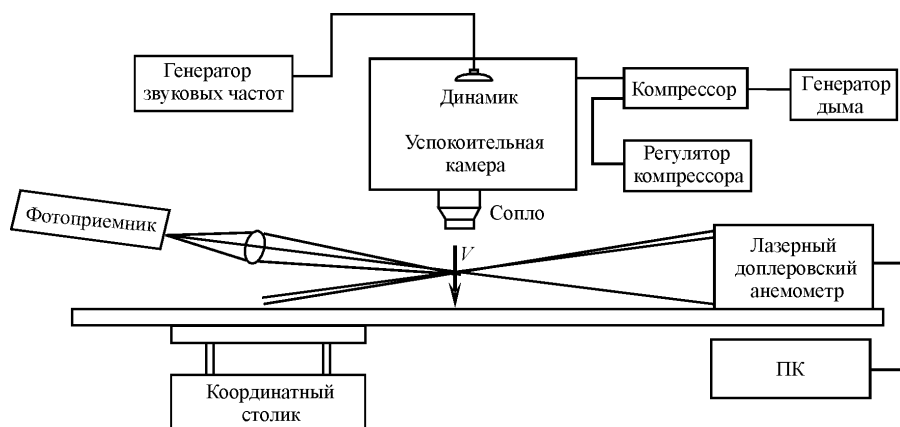 Генератор
звуковых частот
Динамик
Успокоительная
камера
Компрессор
Генератор
дыма
Регулятор
компрессора
Сопло
Фотоприемник
V
Лазерный
доплеровский
анемометр
ПК
Координатный
столик